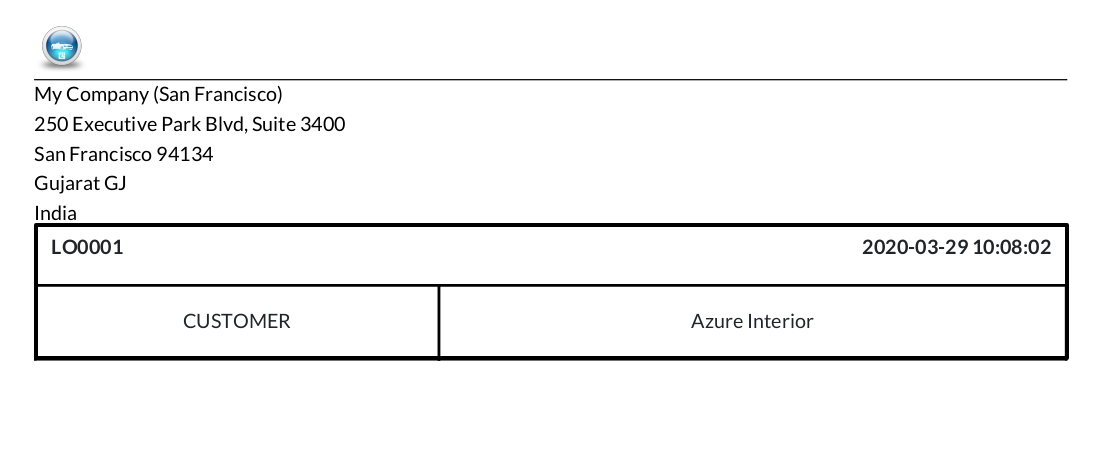 My Company (San Francisco)
250 Executive Park Blvd, Suite 3400
San Francisco 94134
Gujarat GJ
India
LO0001 2020-03-29 10:08:02
CUSTOMER Azure Interior